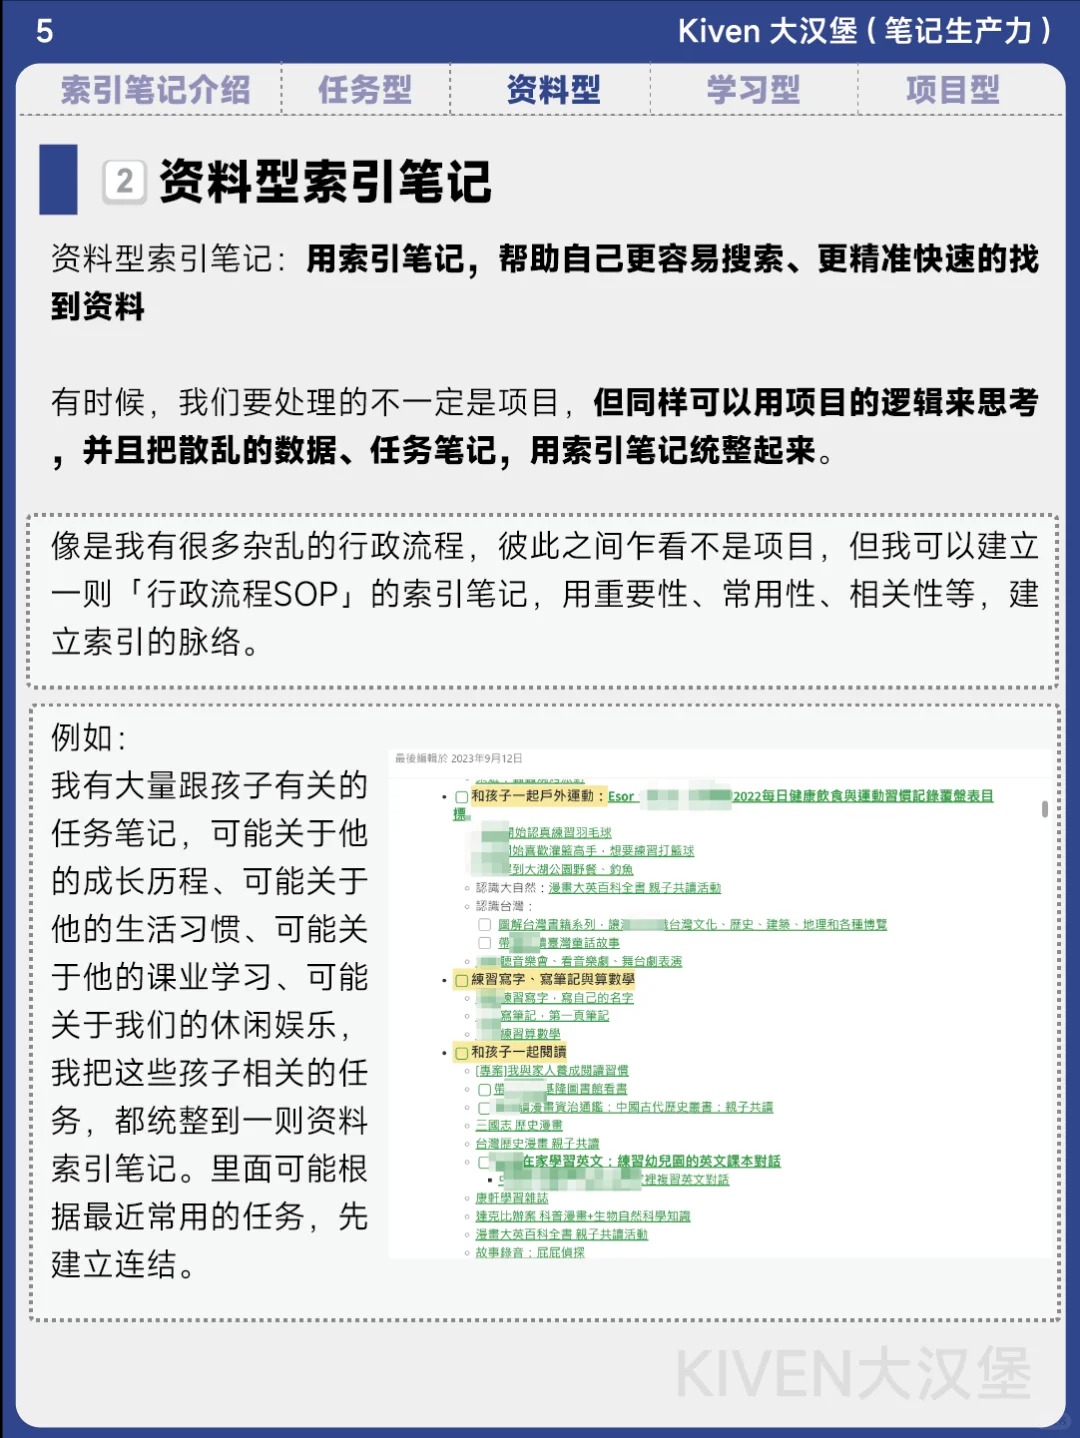 5
Kiven 大汉堡（笔记生产力）
索引笔记介绍 任务型 资料型 学习型 项目型
2 资料型索引笔记
资料型索引笔记：用索引笔记，帮助自己更容易搜索、更精准快速的找
到资料
有时候，我们要处理的不一定是项目，但同样可以用项目的逻辑来思考
，并且把散乱的数据、任务笔记，用索引笔记统整起来。
像是我有很多杂乱的行政流程，彼此之间乍看不是项目，但我可以建立
一则「行政流程SOP」的索引笔记，用重要性、常用性、相关性等，建
立索引的脉络。
例如：
我有大量跟孩子有关的
任务笔记，可能关于他
的成长历程、可能关于
他的生活习惯、可能关
于他的课业学习、可能
关于我们的休闲娱乐，
我把这些孩子相关的任
务，都统整到一则资料
索引笔记。里面可能根
据最近常用的任务，先
建立连结。
最後編輯於 2023年9月12日
和孩子一起戶外運動：Esor 2022每日健康飲食與運動習慣記錄覆盤表目
標
開始認真練習羽毛球
始喜歡灌籃高手，想要練習打籃球
到大湖公園野餐、釣魚
認識大自然：漫畫大英百科全書 親子共讀活動
認識台灣：
圖解台灣書籍系列，讓 台灣文化、歷史、建築、地理和各種博覽
帶 讀臺灣童話故事
聽音樂會、看音樂劇、舞台劇表演
練習寫字、寫筆記與算數學
練習寫字，寫自己的名字
寫筆記，第一頁筆記
練習算數學
和孩子一起閱讀
[專案]我與家人養成閱讀習慣
帶 基隆圖書館看書
讀漫畫資治通鑑：中國古代歷史叢書：親子共讀
三國志 歷史漫畫
台灣歷史漫畫 親子共讀
在家學習英文：練習幼兒園的英文課本對話
裡複習英文對話
康軒學習雜誌
達克比辦案 科普漫畫+生物自然科學知識
漫畫大英百科全書 親子共讀活動
故事錄音：屁屁偵探
KIVEN大汉堡